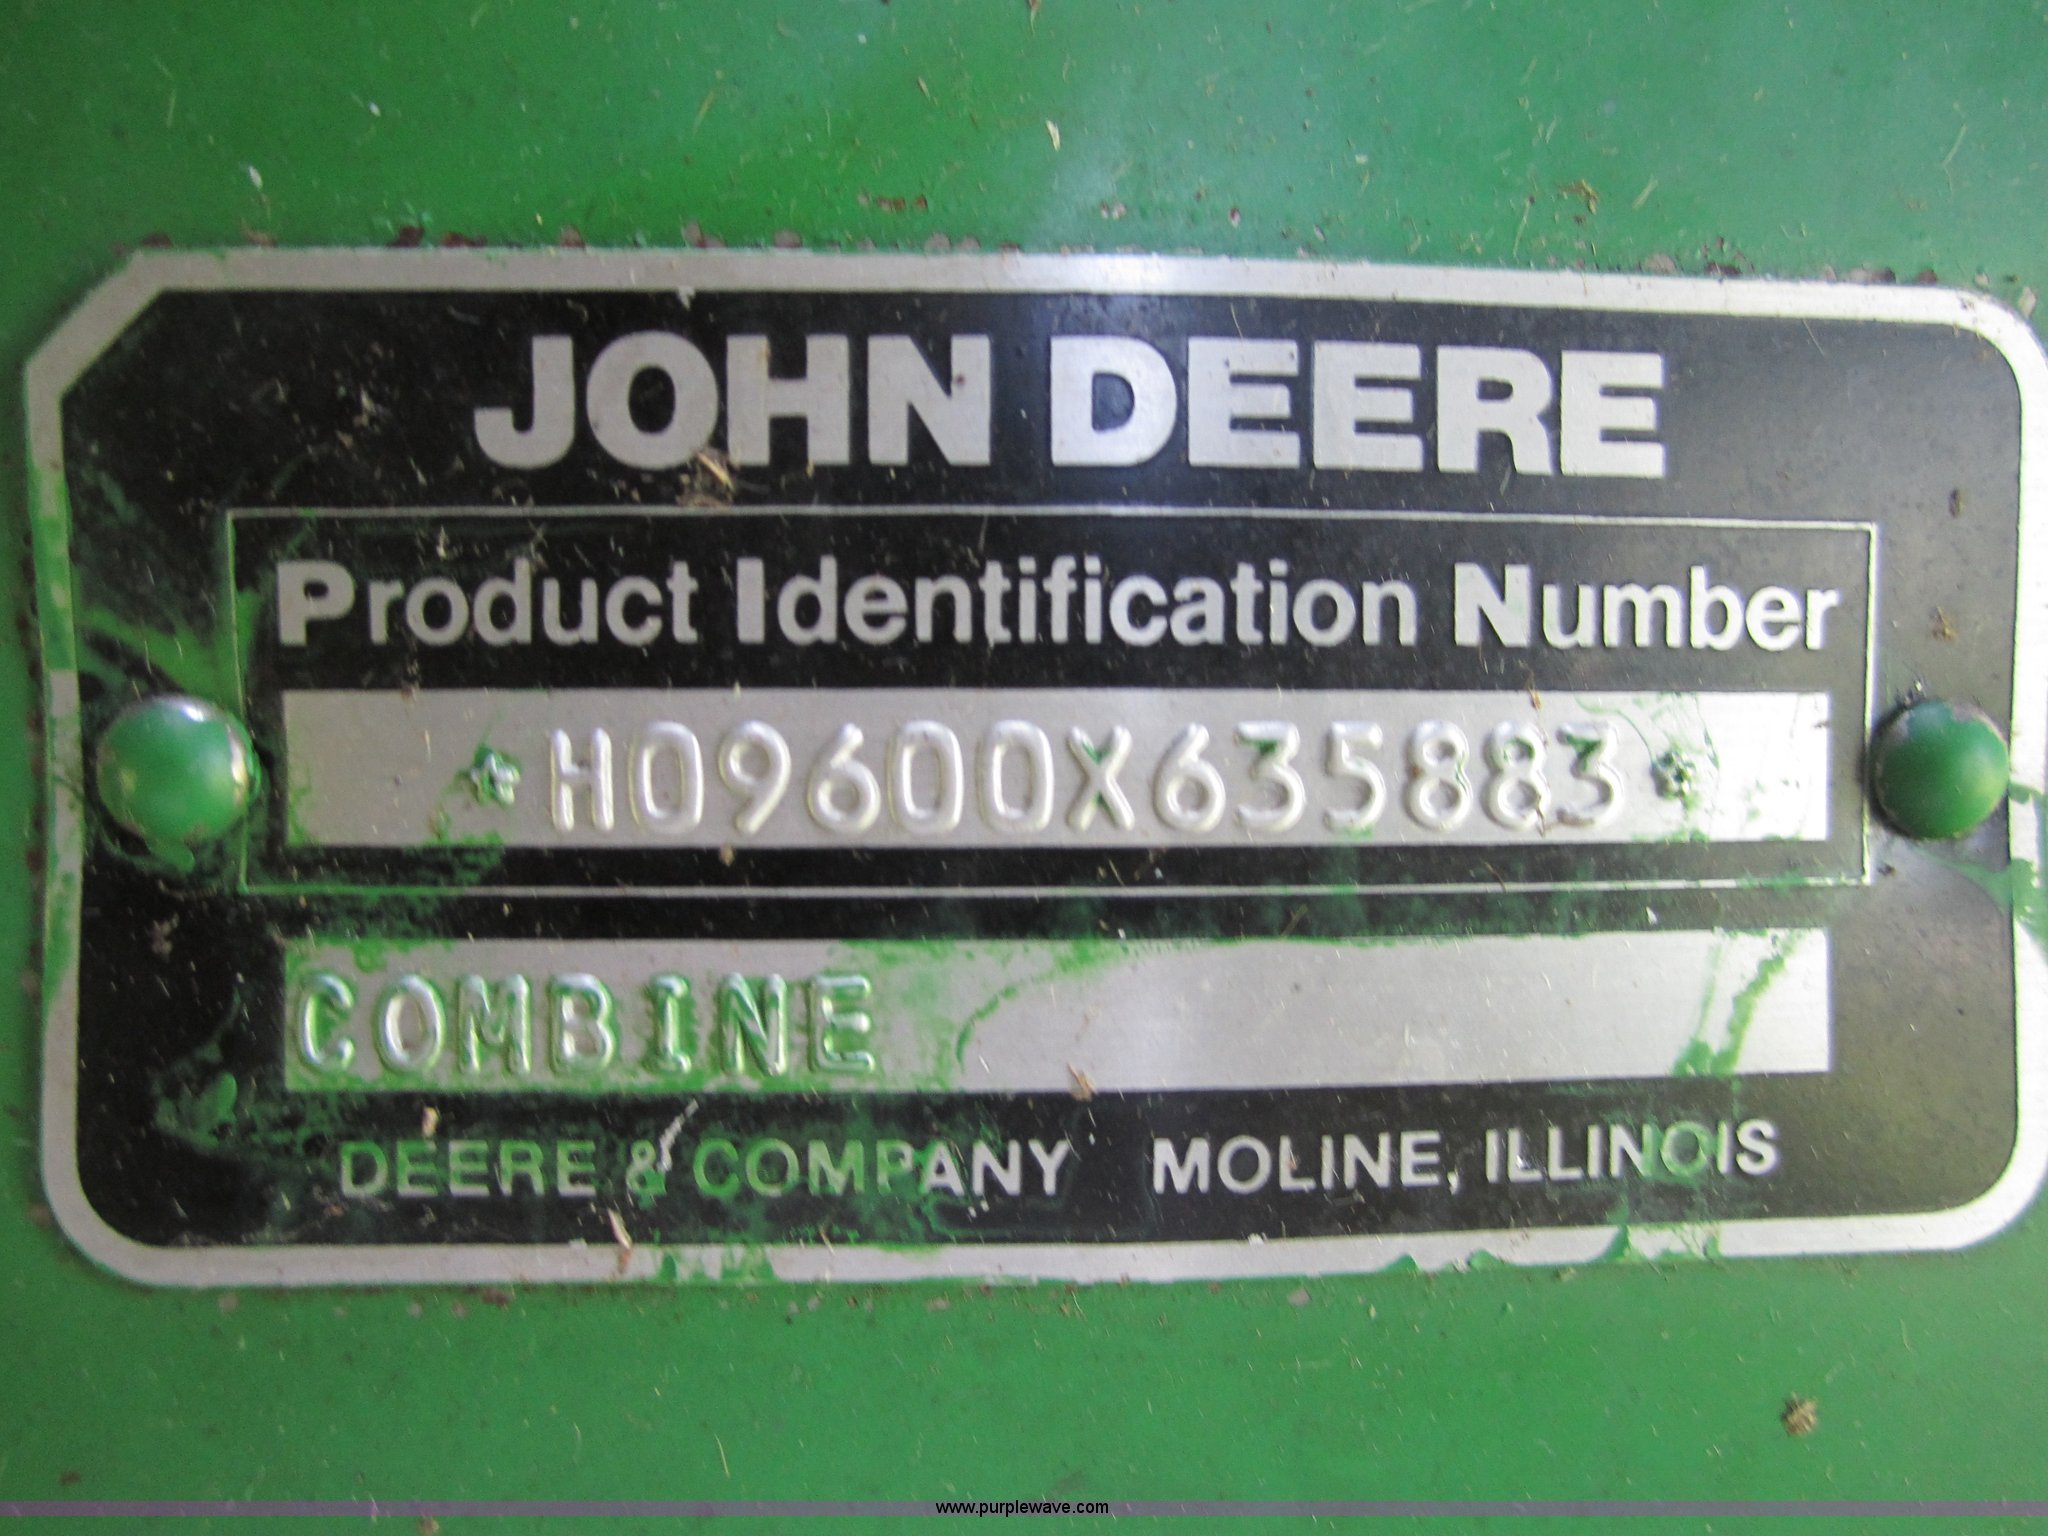 JOHN DEERE
Product Identification Number
*H09600X635883*
COMBINE
DEERE & COMPANY MOLINE, ILLINOIS
www.purplewave.com